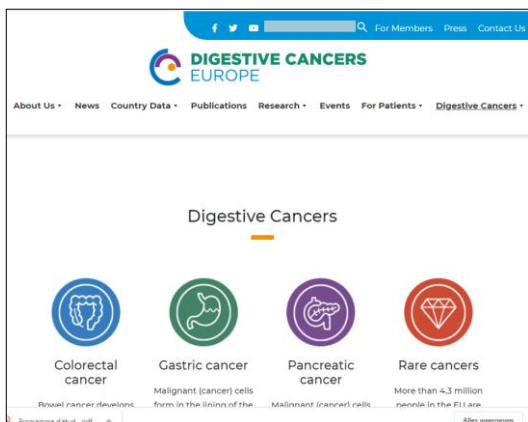 For Members Press Contact Us
DIGESTIVE CANCERS
EUROPE
About Us News Country Data Publications Research Events For Patients Digestive Cancers
Digestive Cancers
Colorectal
cancer
Gastric cancer
Pancreatic
cancer
Rare cancers
Bowel cancer develops
Malignant (cancer) cells
form in the lining of the
Malignant (cancer) cells
More than 4.3 million
people in the EU are
Programme d'étud....pdf
Alles weergeven